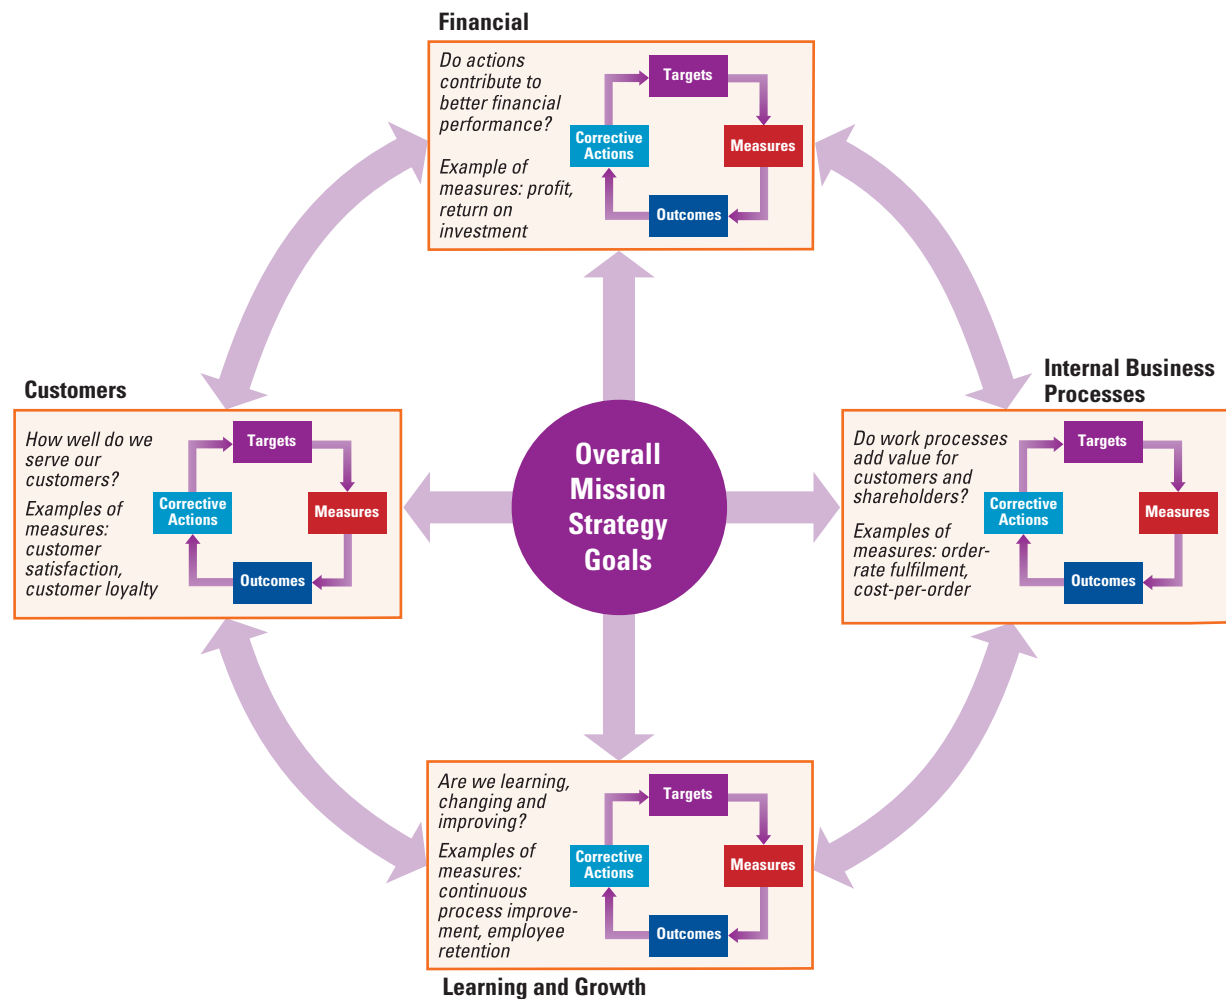 Financial
Do actions
contribute to
better financial
performance?
Example of
measures: profit,
return on
investment
Targets
Measures
Outcomes
Corrective
Actions
Customers
How well do we
serve our
customers?
Examples of
measures:
customer
satisfaction,
customer loyalty
Targets
Measures
Outcomes
Corrective
Actions
Overall
Mission
Strategy
Goals
Internal Business
Processes
Do work processes
add value for
customers and
shareholders?
Examples of
measures: order-
rate fulfilment,
cost-per-order
Targets
Measures
Outcomes
Corrective
Actions
Are we learning,
changing and
improving?
Examples of
measures:
continuous
process improve-
ment, employee
retention
Targets
Measures
Outcomes
Corrective
Actions
Learning and Growth